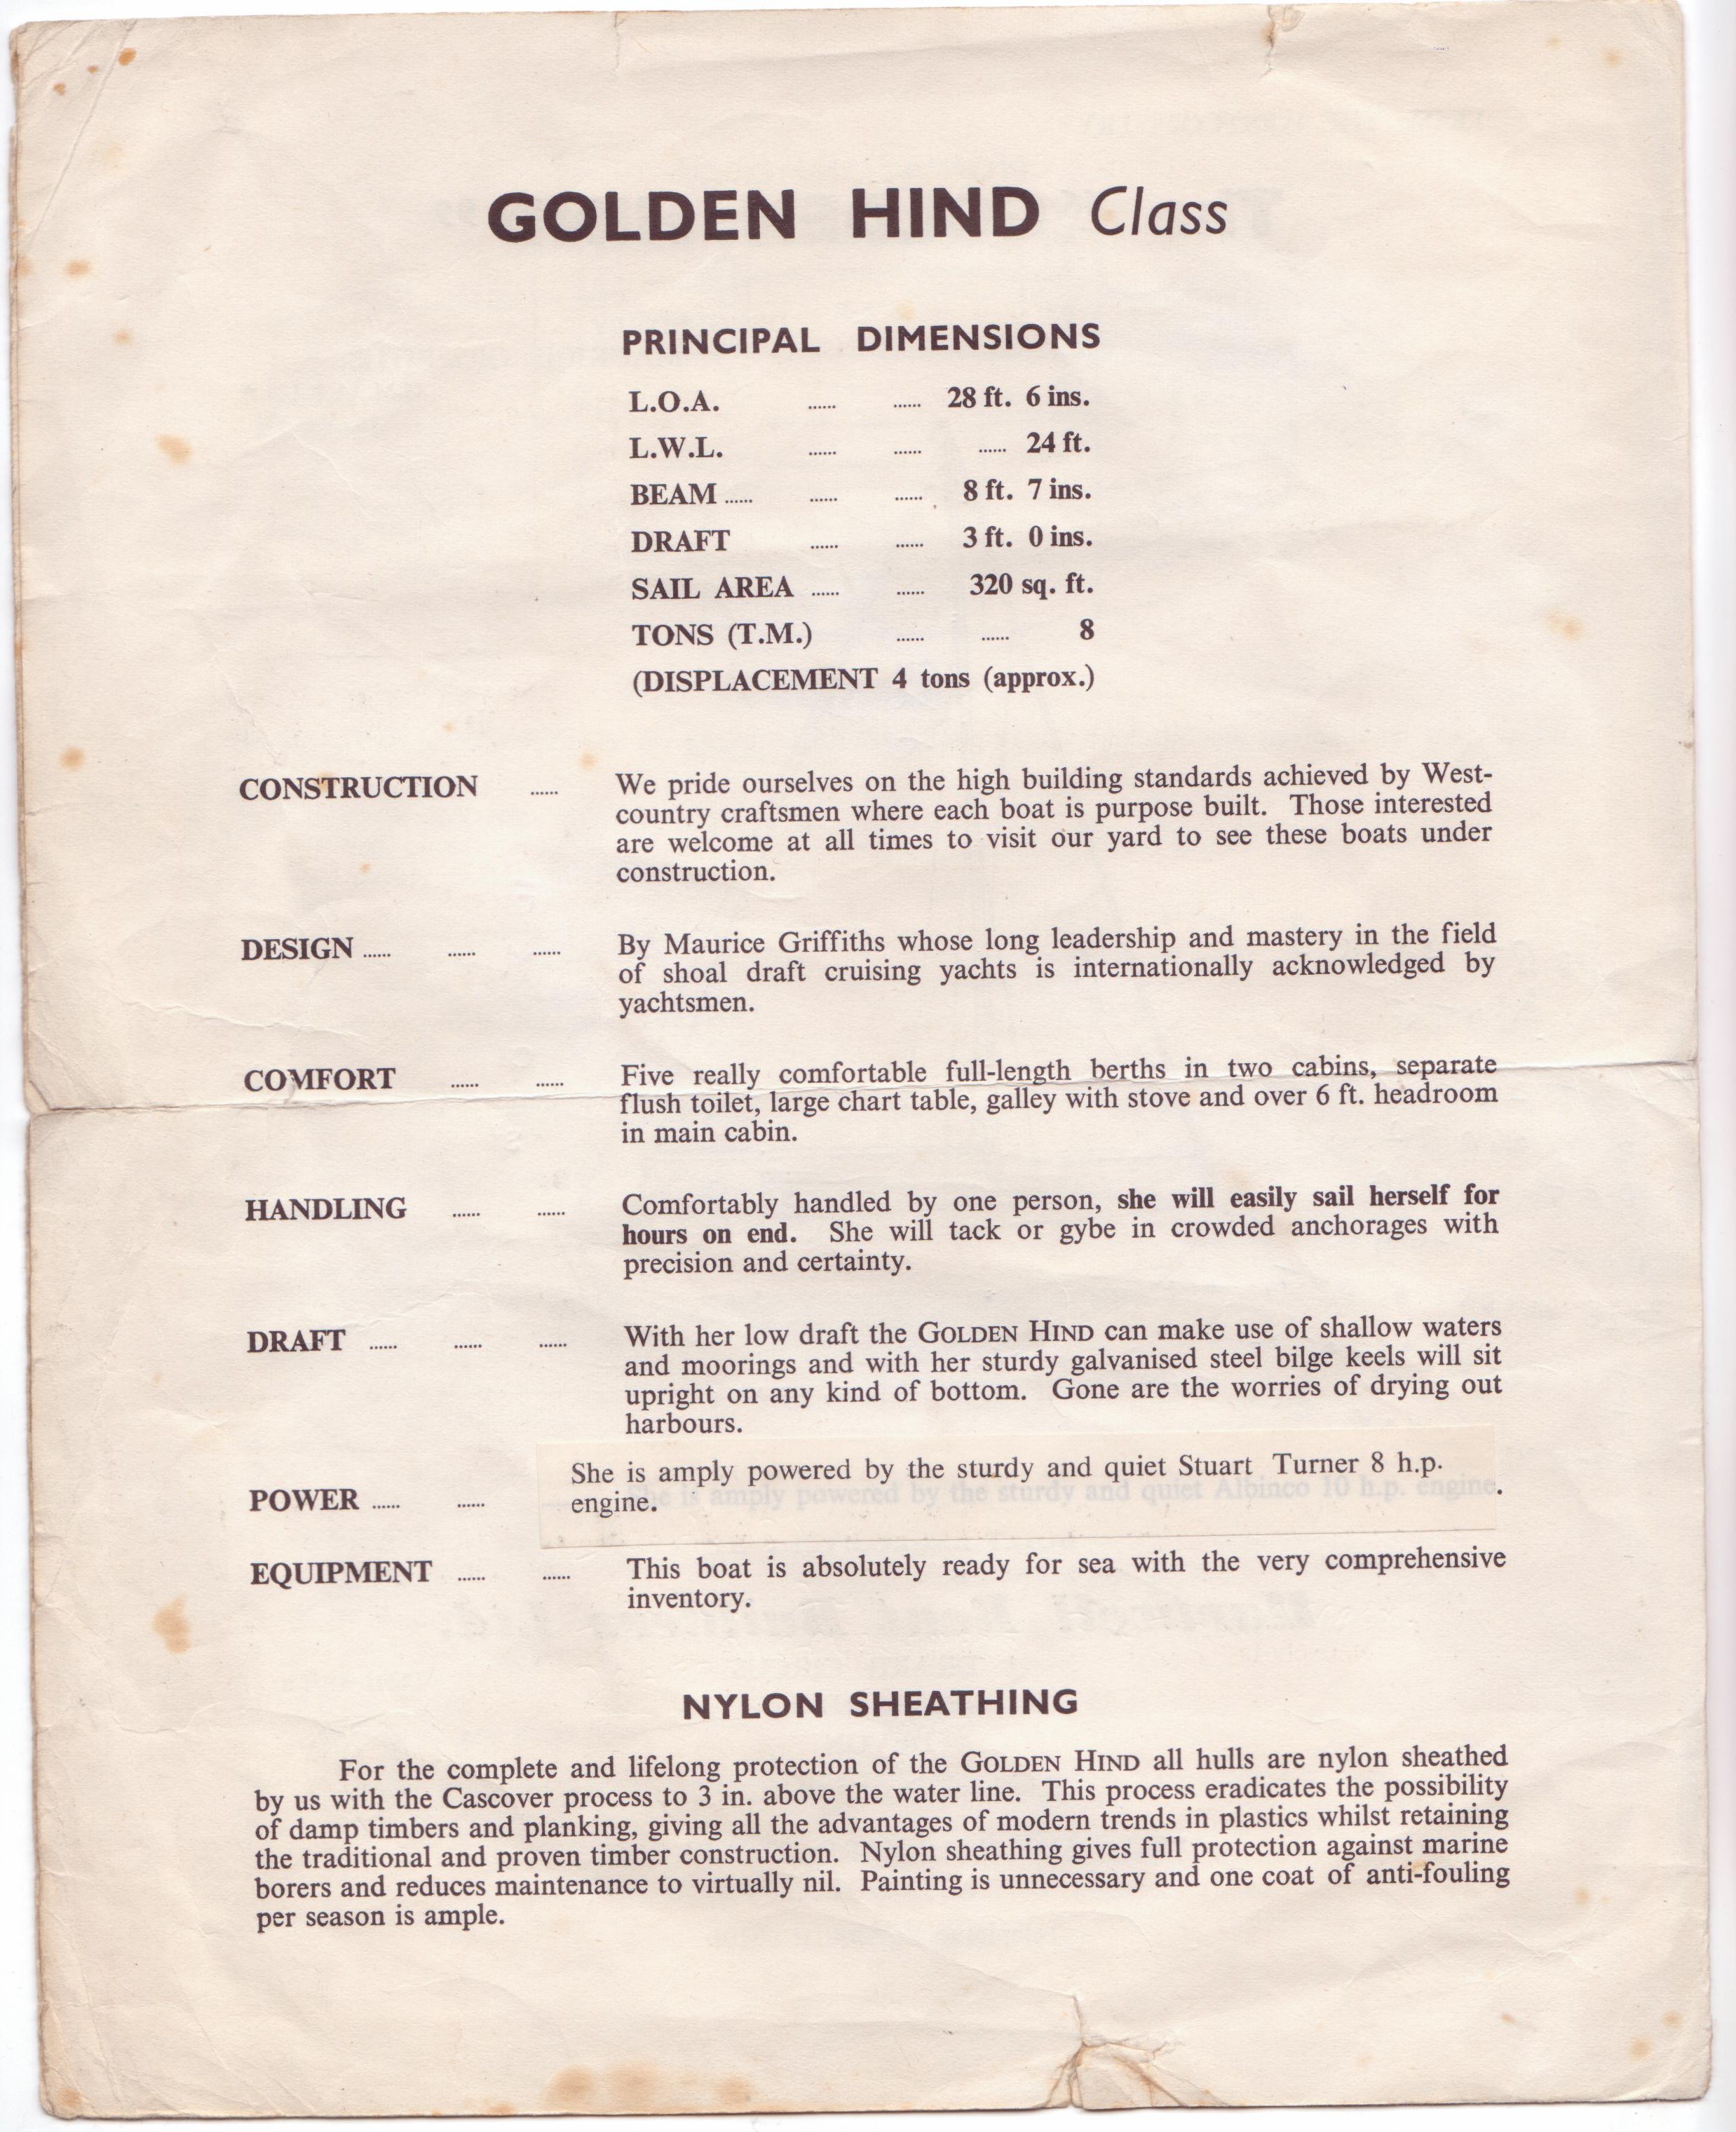 GOLDEN HIND Class
PRINCIPAL DIMENSIONS
L.O.A. ...... ...... 28 ft. 6 ins.
L.W.L. ...... ...... ...... 24 ft.
BEAM ...... ...... ...... 8 ft. 7 ins.
DRAFT ...... ...... 3 ft. 0 ins.
SAIL AREA ...... ...... 320 sq. ft.
TONS (T.M.) ...... ...... 8
(DISPLACEMENT 4 tons (approx.)
CONSTRUCTION ...... We pride ourselves on the high building standards achieved by West-
country craftsmen where each boat is purpose built. Those interested
are welcome at all times to visit our yard to see these boats under
construction.
DESIGN ...... ...... ...... By Maurice Griffiths whose long leadership and mastery in the field
of shoal draft cruising yachts is internationally acknowledged by
yachtsmen.
COMFORT ...... ...... Five really comfortable full-length berths in two cabins, separate
flush toilet, large chart table, galley with stove and over 6 ft. headroom
in main cabin.
HANDLING ...... ...... Comfortably handled by one person, she will easily sail herself for
hours on end. She will tack or gybe in crowded anchorages with
precision and certainty.
DRAFT ...... ...... ...... With her low draft the GOLDEN HIND can make use of shallow waters
and moorings and with her sturdy galvanised steel bilge keels will sit
upright on any kind of bottom. Gone are the worries of drying out
harbours.
POWER ...... ...... She is amply powered by the sturdy and quiet Stuart Turner 8 h.p.
engine.
She is amply powered by the sturdy and quiet Albinco 10 h.p. engine.
EQUIPMENT ...... ...... This boat is absolutely ready for sea with the very comprehensive
inventory.
NYLON SHEATHING
For the complete and lifelong protection of the GOLDEN HIND all hulls are nylon sheathed
by us with the Cascover process to 3 in. above the water line. This process eradicates the possibility
of damp timbers and planking, giving all the advantages of modern trends in plastics whilst retaining
the traditional and proven timber construction. Nylon sheathing gives full protection against marine
borers and reduces maintenance to virtually nil. Painting is unnecessary and one coat of anti-fouling
per season is ample.